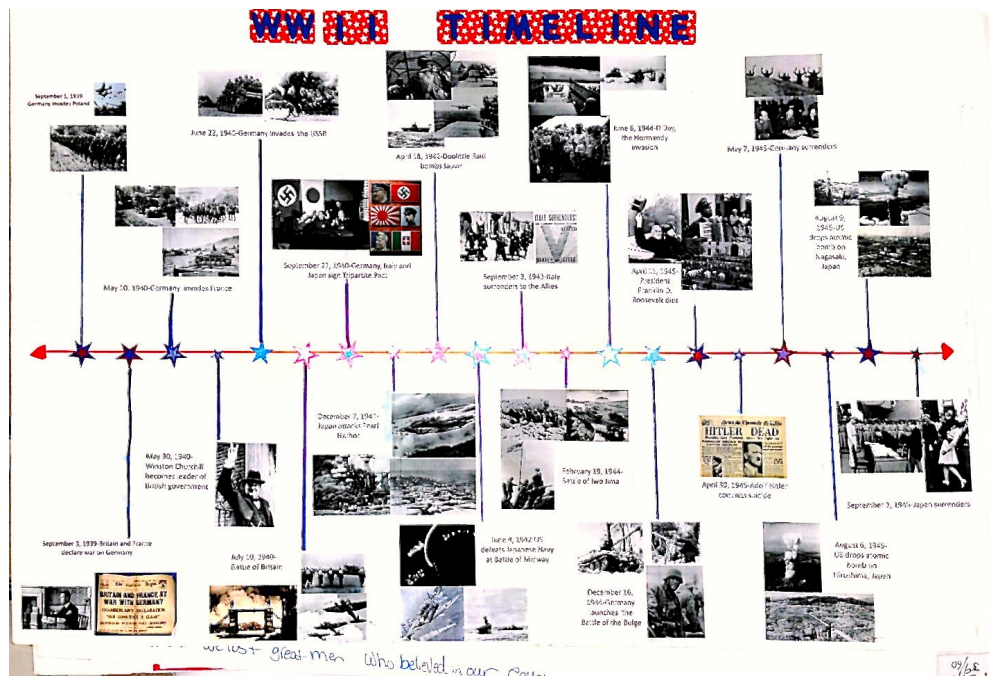 WWII TIMELINE
September 1, 1939
Germany invades Poland
June 22, 1940-Germany invades the USSR
April 18, 1942-Doolittle Raid
bombs Japan
June 6, 1944-D Day,
the Normandy
invasion
May 7, 1945-Germany surrenders
May 10, 1940-Germany invades France
September 27, 1940-Germany, Italy and
Japan sign Tripartite Pact
ITALY SURRENDERS!
V
September 3, 1943-Italy
surrenders to the Allies
April 12, 1945-
President
Franklin D.
Roosevelt dies
August 9,
1945-US
drops atomic
bomb on
Nagasaki,
Japan
September 3, 1939-Britain and France
declare war on Germany
BRITAIN AND FRANCE AT
WAR WITH GERMANY
May 30, 1940-
Winston Churchill
becomes leader of
British government
July 10, 1940-
Battle of Britain
December 7, 1941-
Japan attacks Pearl
Harbor
June 4, 1942-US
defeats Japanese Navy
at Battle of Midway
February 19, 1944-
Battle of Iwo Jima
December 16,
1944-Germany
launches the
Battle of the Bulge
HITLER DEAD
April 30, 1945-Adolf Hitler
commits suicide
August 6, 1945-
US drops atomic
bomb on
Hiroshima, Japan
September 2, 1945-Japan surrenders
we lost great men who believed in our